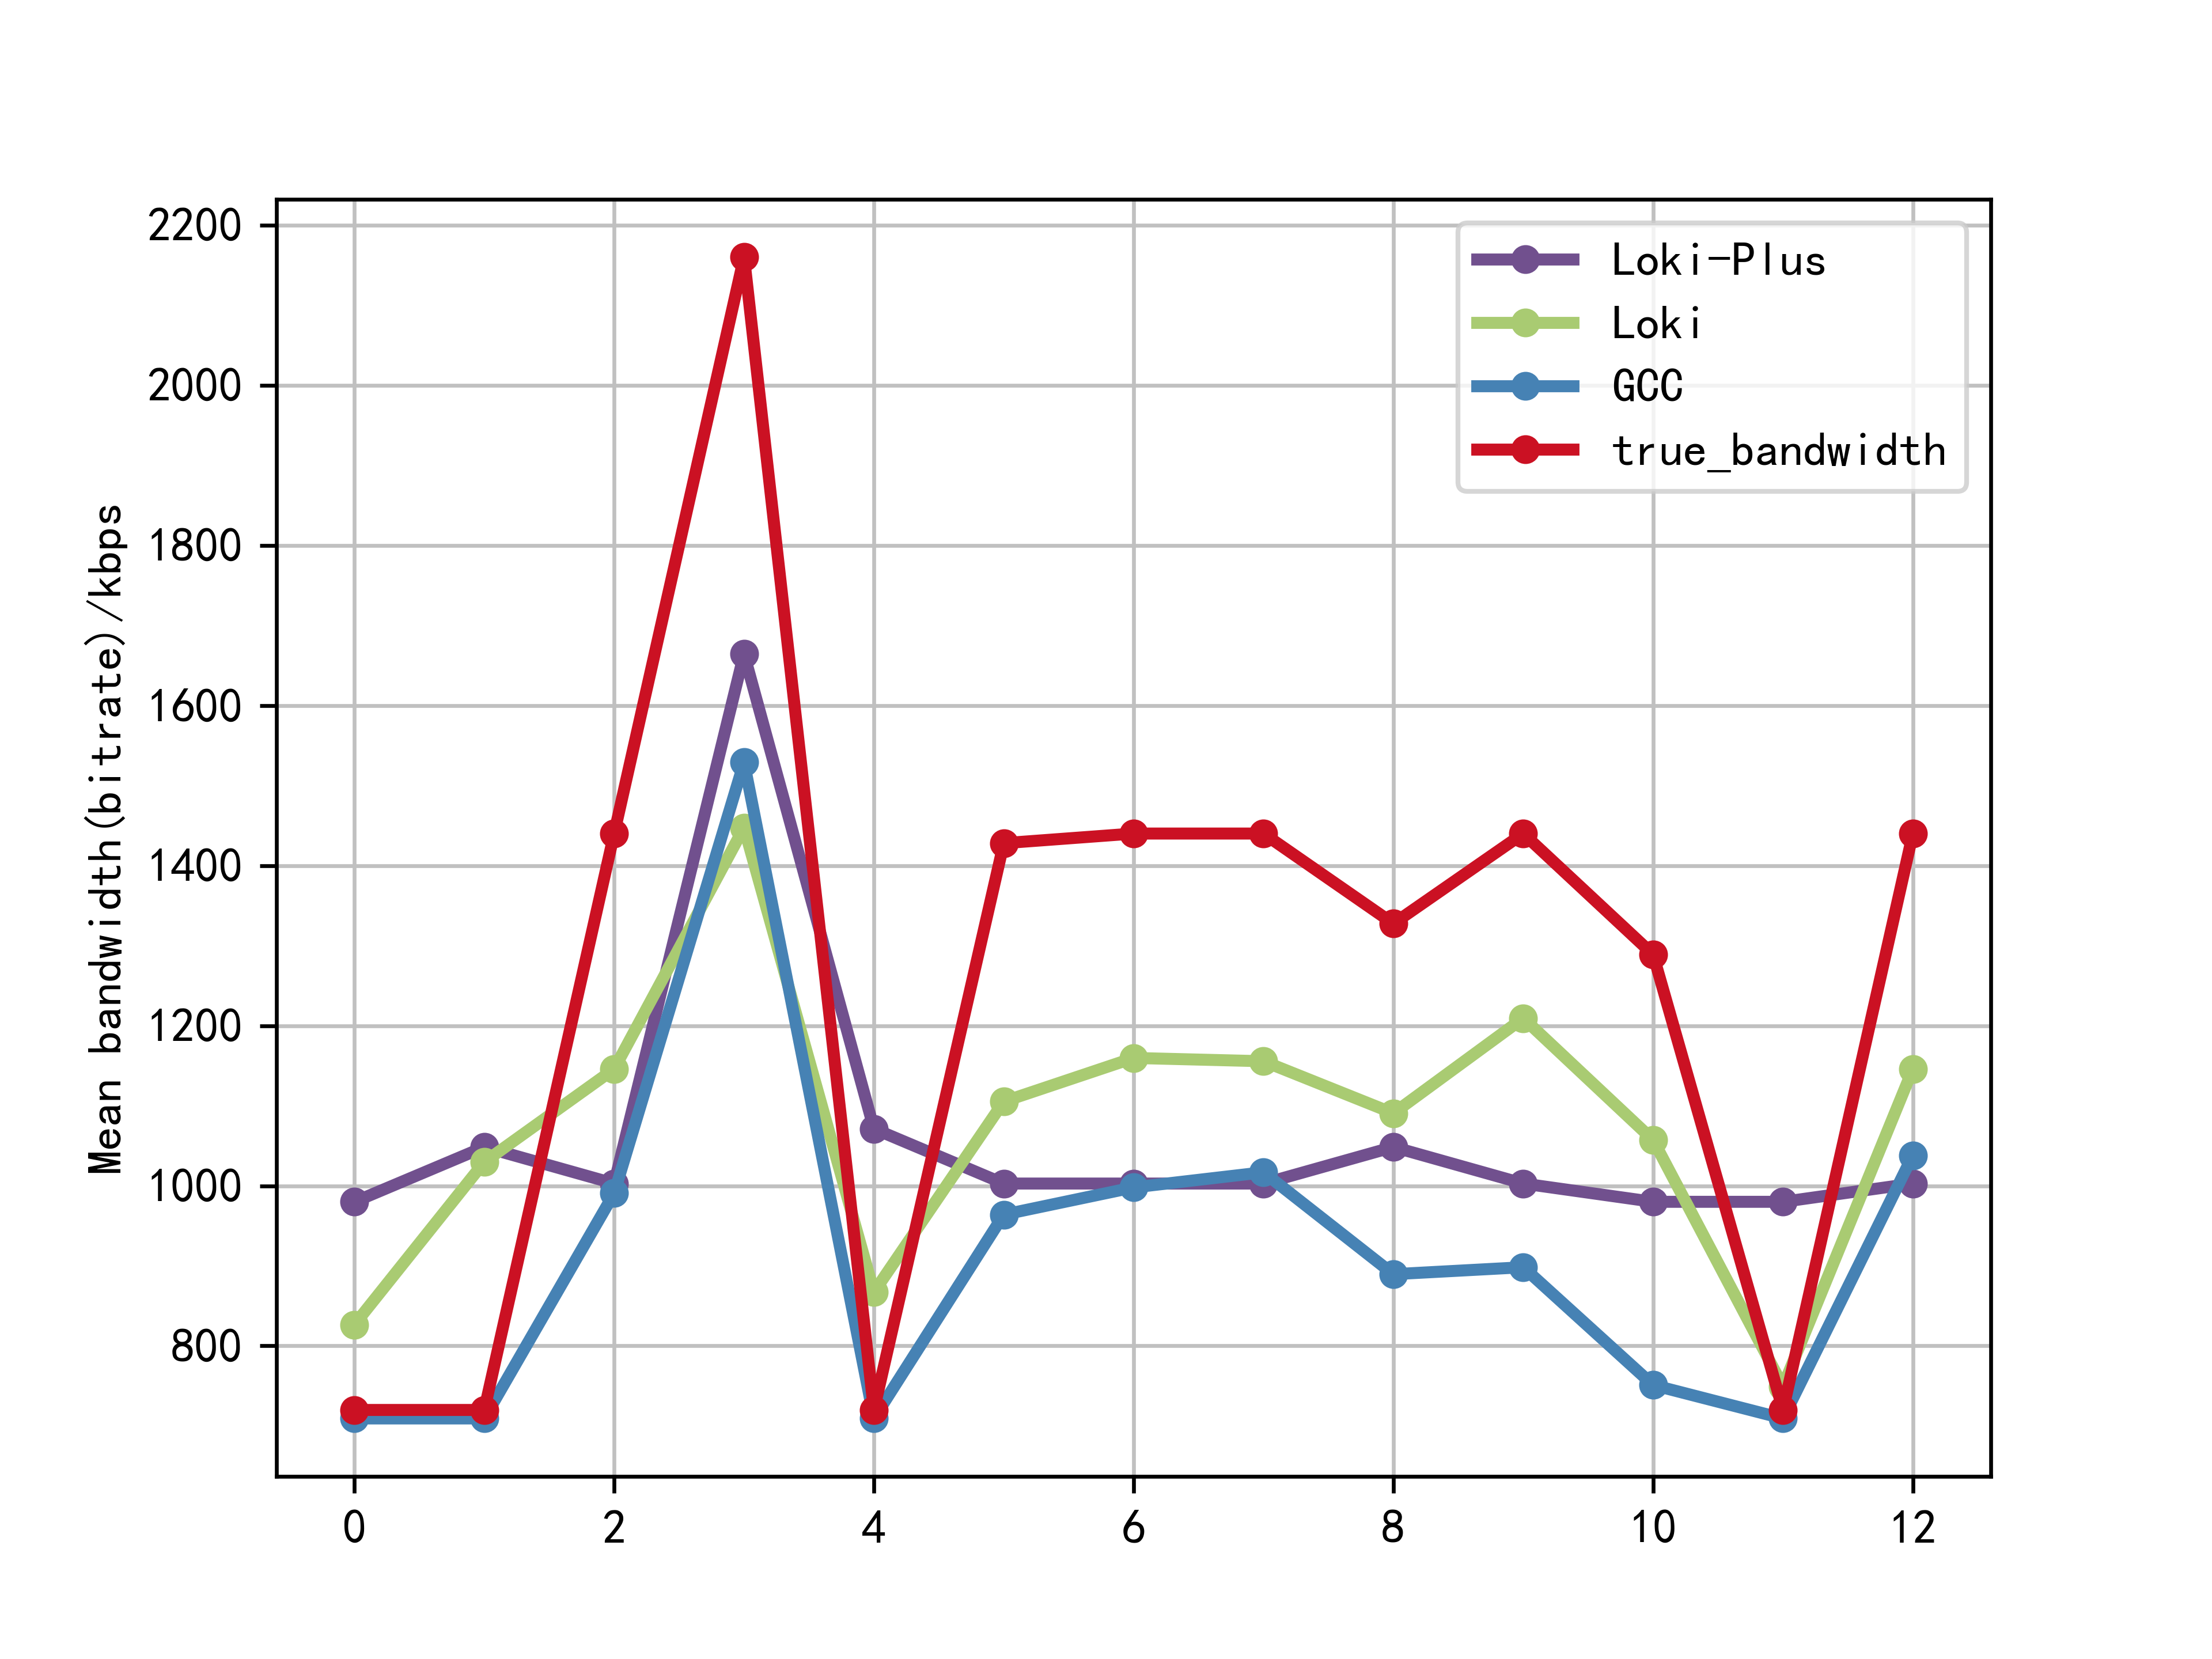 Mean bandwidth(bitrate)/kbps
2200
2000
1800
1600
1400
1200
1000
800
Loki-Plus
Loki
GCC
true_bandwidth
0 2 4 6 8 10 12